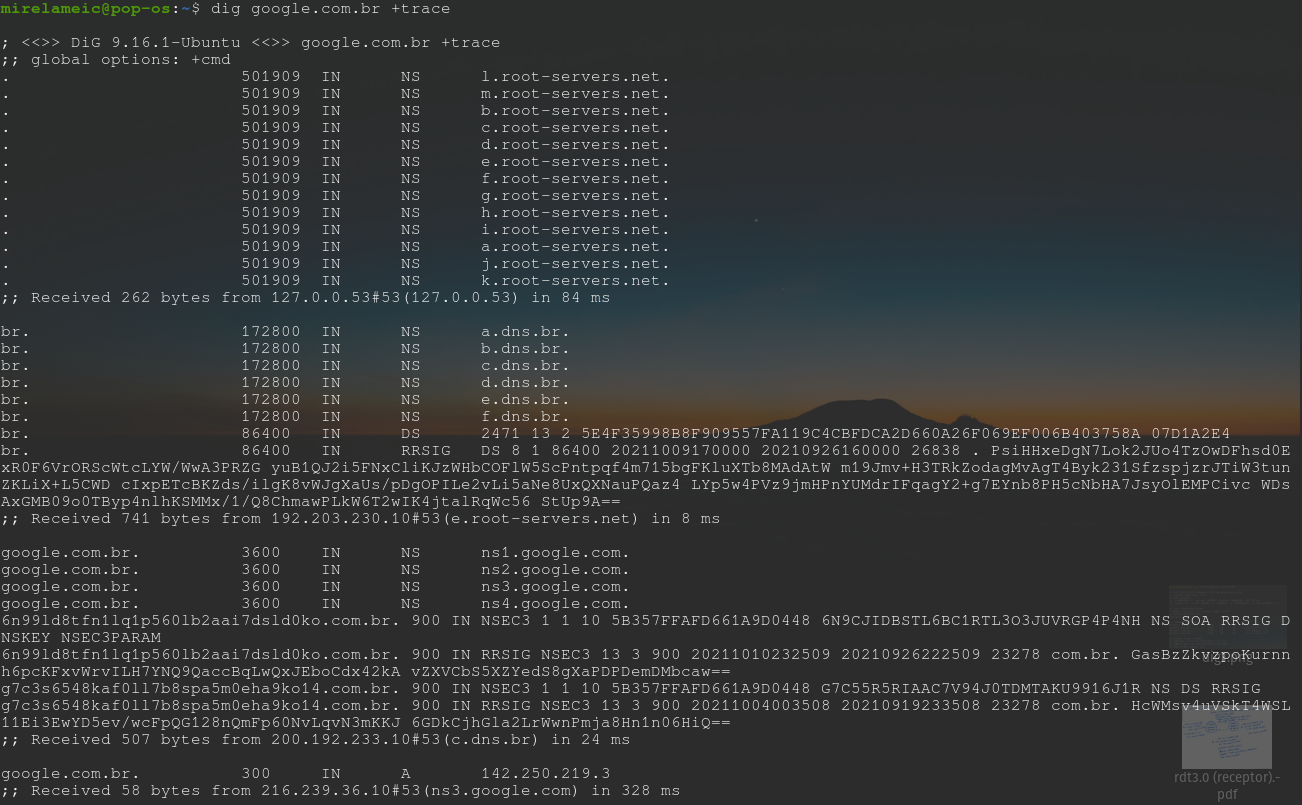 mirelameic@pop-os:~$ dig google.com.br +trace
; <<>> DiG 9.16.1-Ubuntu <<>> google.com.br +trace
;; global options: +cmd
. 501909 IN NS l.root-servers.net.
. 501909 IN NS m.root-servers.net.
. 501909 IN NS b.root-servers.net.
. 501909 IN NS c.root-servers.net.
. 501909 IN NS d.root-servers.net.
. 501909 IN NS e.root-servers.net.
. 501909 IN NS f.root-servers.net.
. 501909 IN NS g.root-servers.net.
. 501909 IN NS h.root-servers.net.
. 501909 IN NS i.root-servers.net.
. 501909 IN NS a.root-servers.net.
. 501909 IN NS j.root-servers.net.
. 501909 IN NS k.root-servers.net.
;; Received 262 bytes from 127.0.0.53#53(127.0.0.53) in 84 ms
br. 172800 IN NS a.dns.br.
br. 172800 IN NS b.dns.br.
br. 172800 IN NS c.dns.br.
br. 172800 IN NS d.dns.br.
br. 172800 IN NS e.dns.br.
br. 172800 IN NS f.dns.br.
br. 86400 IN DS 2471 13 2 5E4F35998B8F909557FA119C4CBFDCA2D660A26F069EF006B403758A 07D1A2E4
br. 86400 IN RRSIG DS 8 1 86400 20211009170000 20210926160000 26838 . PsiHHxeDgN7Lok2JUo4TzOwDFhsd0E
xR0F6VrORScWtcLYW/WwA3PRZG yuB1QJ2i5FNxCliKJzWHbCOFlW5ScPntpqf4m715bgFKluXTb8MAdAtW m19Jmv+H3TRkZodagMvAgT4Byk231SfzspjzrJTiW3tun
ZKLiX+L5CWD cIxpETcBKZds/ilgK8vWJgXaUs/pDgOPILe2vLi5aNe8UxQXNauPQaz4 LYp5w4PVz9jmHPnYUMdrIFqagY2+g7EYnb8PH5cNbHA7JsyOlEMPCivc WDs
AxGMB09o0TByp4nlhKSMMx/1/Q8ChmawPLkW6T2wIK4jtalRqWc56 StUp9A==
;; Received 741 bytes from 192.203.230.10#53(e.root-servers.net) in 8 ms
google.com.br. 3600 IN NS ns1.google.com.
google.com.br. 3600 IN NS ns2.google.com.
google.com.br. 3600 IN NS ns3.google.com.
google.com.br. 3600 IN NS ns4.google.com.
6n99ld8tfn1lq1p560lb2aai7dsld0ko.com.br. 900 IN NSEC3 1 1 10 5B357FFAFD661A9D0448 6N9CJIDBSTL6BC1RTL3O3JUVRGP4P4NH NS SOA RRSIG D
NSKEY NSEC3PARAM
6n99ld8tfn1lq1p560lb2aai7dsld0ko.com.br. 900 IN RRSIG NSEC3 13 3 900 20211010232509 20210926222509 23278 com.br. GasBzZkvzpoKurnn
h6pcKFxvWrvILH7YNQ9QaccBqLwQxJEboCdx42kA vZXVCbS5XZYedS8gXaPDPDemDMbcaw==
g7c3s6548kaf0ll7b8spa5m0eha9ko14.com.br. 900 IN NSEC3 1 1 10 5B357FFAFD661A9D0448 G7C55R5RIAAC7V94J0TDMTAKU9916J1R NS DS RRSIG
g7c3s6548kaf0ll7b8spa5m0eha9ko14.com.br. 900 IN RRSIG NSEC3 13 3 900 20211004003508 20210919233508 23278 com.br. HcWMsv4uVSkT4WSL
11Ei3EwYD5ev/wcFpQG128nQmFp60NvLqvN3mKKJ 6GDkCjhGla2LrWwnPmja8Hn1n06HiQ==
;; Received 507 bytes from 200.192.233.10#53(c.dns.br) in 24 ms
google.com.br. 300 IN A 142.250.219.3
;; Received 58 bytes from 216.239.36.10#53(ns3.google.com) in 328 ms
rdt3.0 (receptor).-
pdf